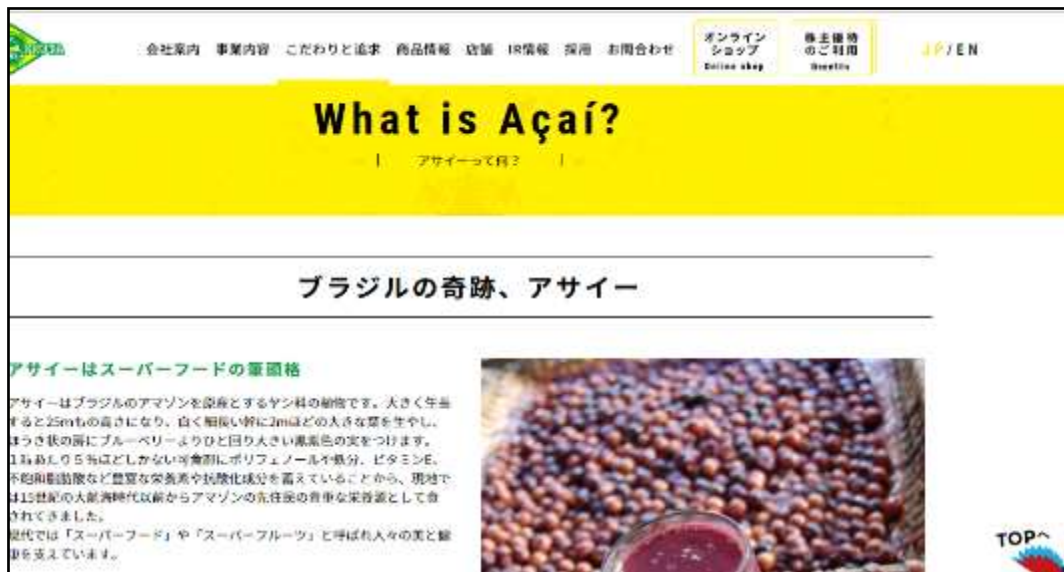 会社案内 事業内容 こだわりと追求 商品情報 店舗 IR情報 採用 お問合わせ
オンライン
ショップ
Online shop
株主優待
のご利用
Benefits
JP/EN
What is Açaí?
アサイーって何?
ブラジルの奇跡、アサイー
アサイーはスーパーフードの筆頭格
アサイーはブラジルのアマゾンを原産とするヤシ科の植物です。大きく生長
すると25mもの高さになり、白く細長い幹に2mほどの大きな葉を生やし、
ほうき状の房にブルーベリーよりひと回り大きい黒紫色の実をつけます。
1粒あたり5％ほどしかない可食部にポリフェノールや鉄分、ビタミンE、
不飽和脂肪酸など豊富な栄養素や抗酸化成分を蓄えていることから、現地で
は15世紀の大航海時代以前からアマゾンの先住民の貴重な栄養源として食
されてきました。
現代では「スーパーフード」や「スーパーフルーツ」と呼ばれ人々の美と健
康を支えています。
TOPへ